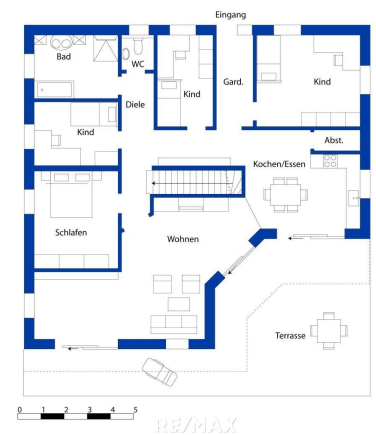 Eingang
Bad
WC
Gard.
Kind
Kind
Diele
Kind
Abst.
Kochen/Essen
Schlafen
Wohnen
Terrasse
0 1 2 3 4 5
RE/MAX